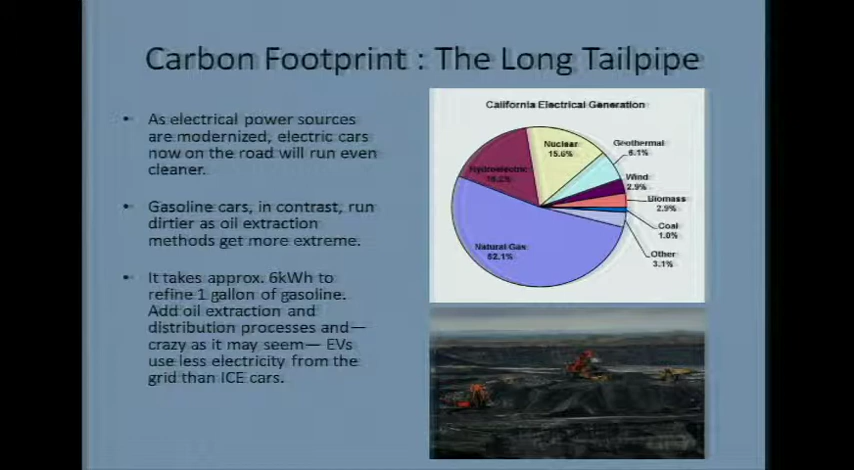 Carbon Footprint : The Long Tailpipe
• As electrical power sources
are modernized, electric cars
now on the road will run even
cleaner.
• Gasoline cars, in contrast, run
dirtier as oil extraction
methods get more extreme.
• It takes approx. 6kWh to
refine 1 gallon of gasoline.
Add oil extraction and
distribution processes and—
crazy as it may seem— EVs
use less electricity from the
grid than ICE cars.
California Electrical Generation
Nuclear
15.6%
Geothermal
6.1%
Hydroelectric
Wind
2.9%
Biomass
2.9%
Coal
1.0%
Natural Gas
52.1%
Other
3.1%